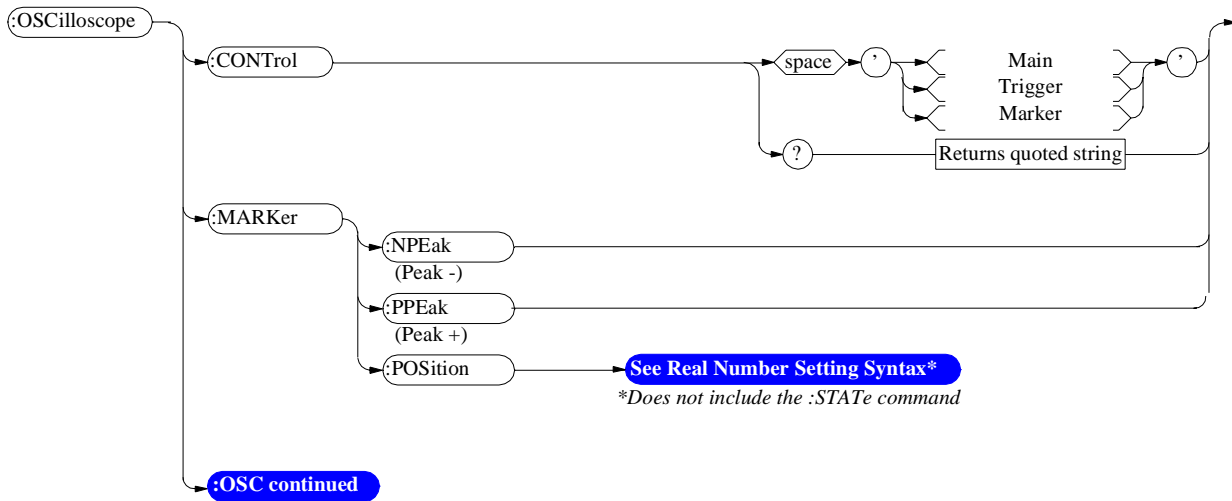 :OSCilloscope
:CONTrol
space
'
Main
Trigger
Marker
'
?
Returns quoted string
:MARKer
:NPEak
(Peak -)
:PPEak
(Peak +)
:POSition
See Real Number Setting Syntax*
*Does not include the :STATe command
:OSC continued